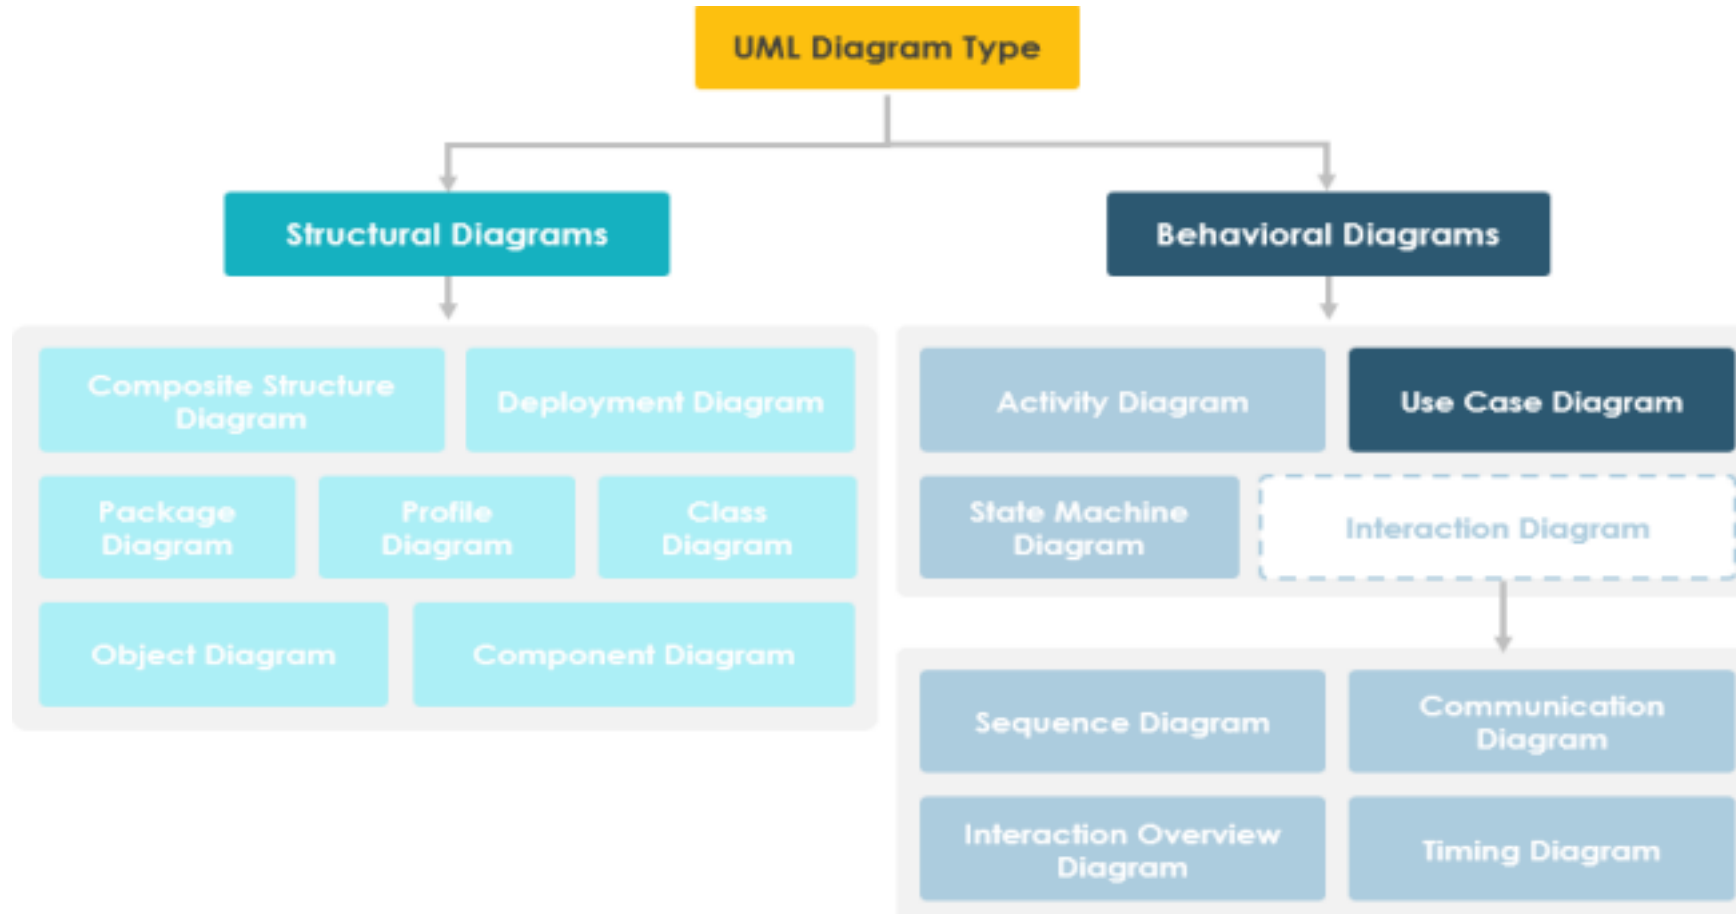 UML Diagram Type
Structural Diagrams
Behavioral Diagrams
Composite Structure
Diagram
Deployment Diagram
Package
Diagram
Profile
Diagram
Class
Diagram
Object Diagram
Component Diagram
Activity Diagram
Use Case Diagram
State Machine
Diagram
Interaction Diagram
Sequence Diagram
Communication
Diagram
Interaction Overview
Diagram
Timing Diagram